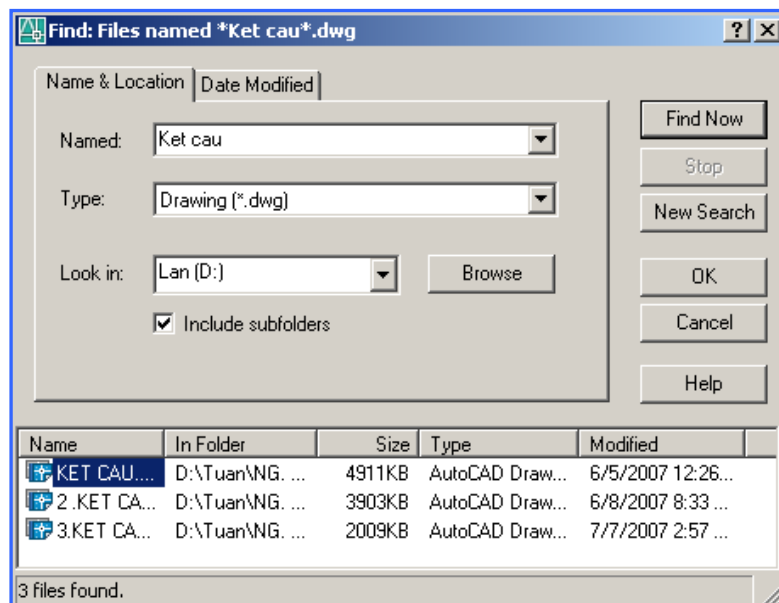 Find: Files named *Ket cau*.dwg
Name & Location Date Modified
Named: Ket cau
Type: Drawing (*.dwg)
Look in: Lan (D:) Browse
Include subfolders
Find Now
Stop
New Search
OK
Cancel
Help
Name In Folder Size Type Modified
KET CAU.... D:\Tuan\NG. ... 4911KB AutoCAD Draw... 6/5/2007 12:26...
2 .KET CA... D:\Tuan\NG. ... 3903KB AutoCAD Draw... 6/8/2007 8:33 ...
3.KET CA... D:\Tuan\NG. ... 2009KB AutoCAD Draw... 7/7/2007 2:57 ...
3 files found.